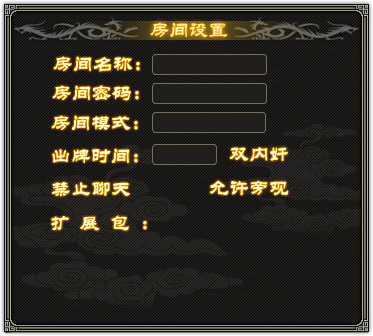 房间设置
房间名称：
房间密码：
房间模式：
出牌时间： 双内奸
禁止聊天 允许旁观
扩展包：